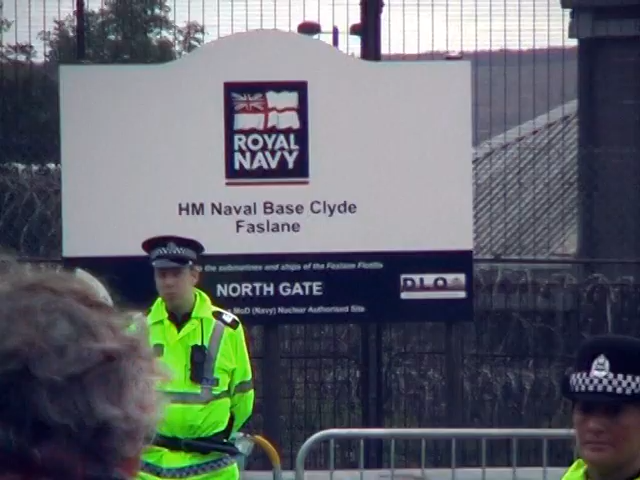 ROYAL
NAVY
HM Naval Base Clyde
Faslane
to the submarines and ships of the Faslane Flotilla
NORTH GATE
DLO
MoD (Navy) Nuclear Authorised Site